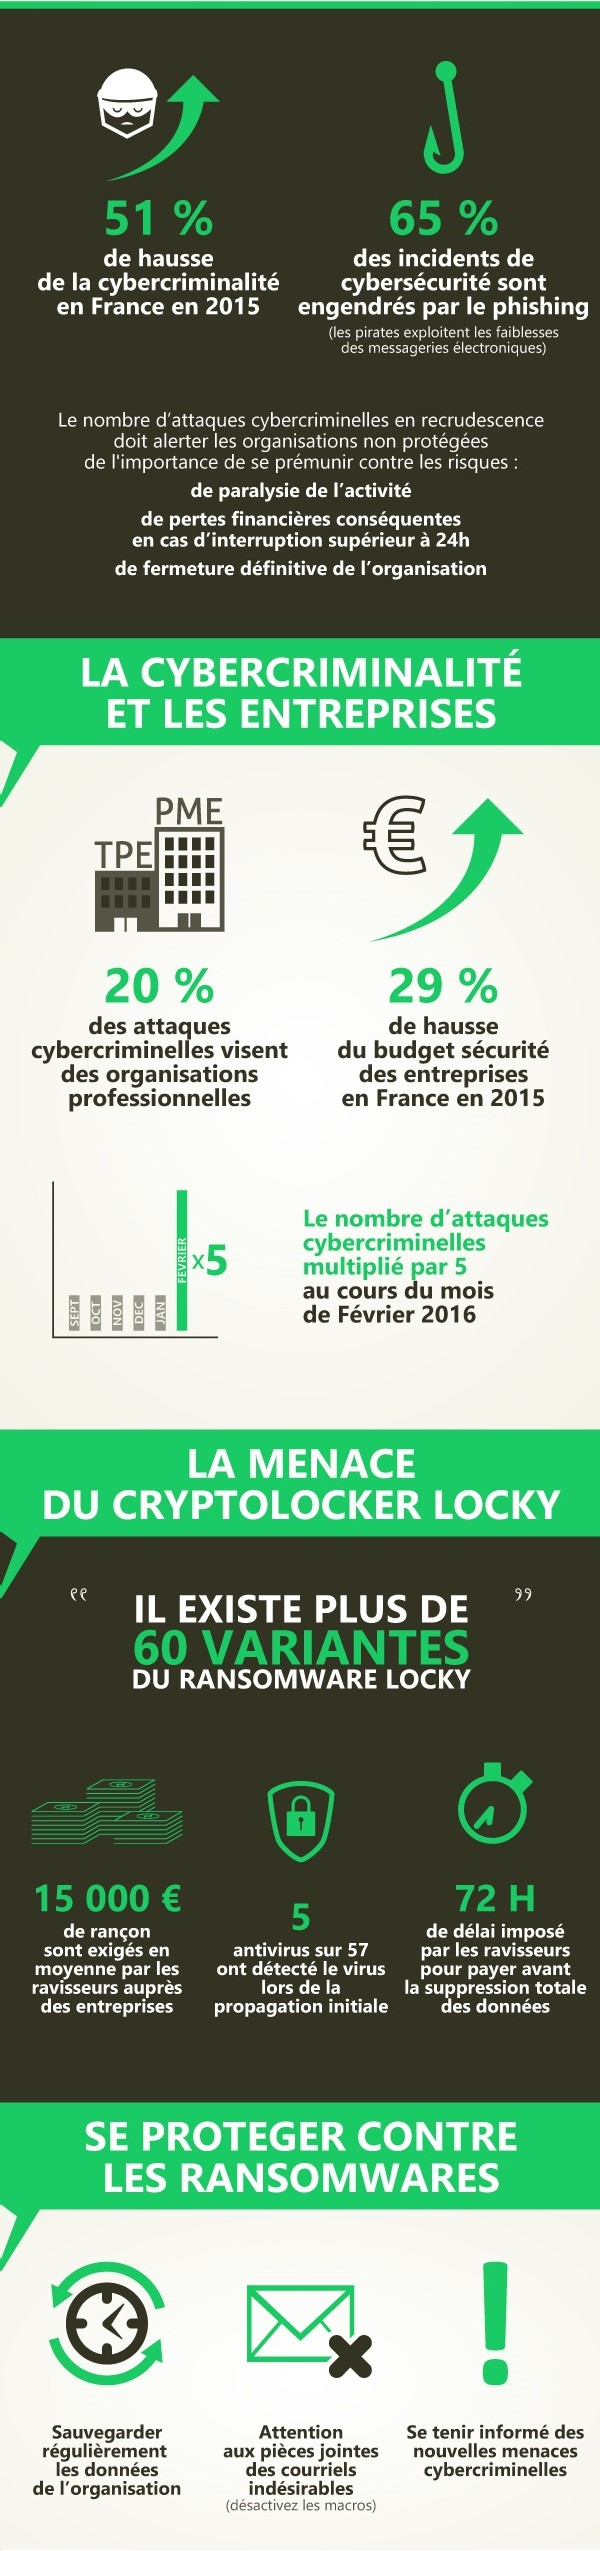 51 %
de hausse
de la cybercriminalité
en France en 2015
65 %
des incidents de
cybersécurité sont
engendrés par le phishing
(les pirates exploitent les faiblesses
des messageries électroniques)
Le nombre d'attaques cybercriminelles en recrudescence
doit alerter les organisations non protégées
de l'importance de se prémunir contre les risques :
de paralysie de l'activité
de pertes financières conséquentes
en cas d'interruption supérieur à 24h
de fermeture définitive de l'organisation
LA CYBERCRIMINALITÉ
ET LES ENTREPRISES
PME
TPE
20 %
des attaques
cybercriminelles visent
des organisations
professionnelles
€
29 %
de hausse
du budget sécurité
des entreprises
en France en 2015
SEPT
OCT
NOV
DEC
JAN
FEVRIER
x5
Le nombre d'attaques
cybercriminelles
multiplié par 5
au cours du mois
de Février 2016
LA MENACE
DU CRYPTOLOCKER LOCKY
“ IL EXISTE PLUS DE ”
60 VARIANTES
DU RANSOMWARE LOCKY
15 000 €
de rançon
sont exigés en
moyenne par les
ravisseurs auprès
des entreprises
5
antivirus sur 57
ont détecté le virus
lors de la
propagation initiale
72 H
de délai imposé
par les ravisseurs
pour payer avant
la suppression totale
des données
SE PROTEGER CONTRE
LES RANSOMWARES
Sauvegarder
régulièrement
les données
de l'organisation
Attention
aux pièces jointes
des courriels
indésirables
(désactivez les macros)
Se tenir informé des
nouvelles menaces
cybercriminelles